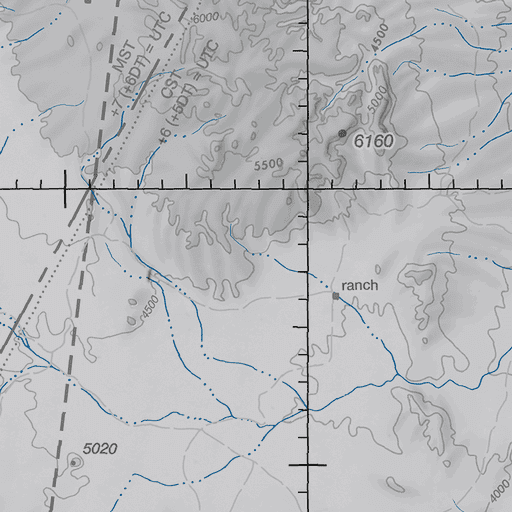 6000
4500
MST
+7 (+6DT) = UTC
CST
+6 (+5DT) = UTC
5000
6160
5500
ranch
4500
5020
4000